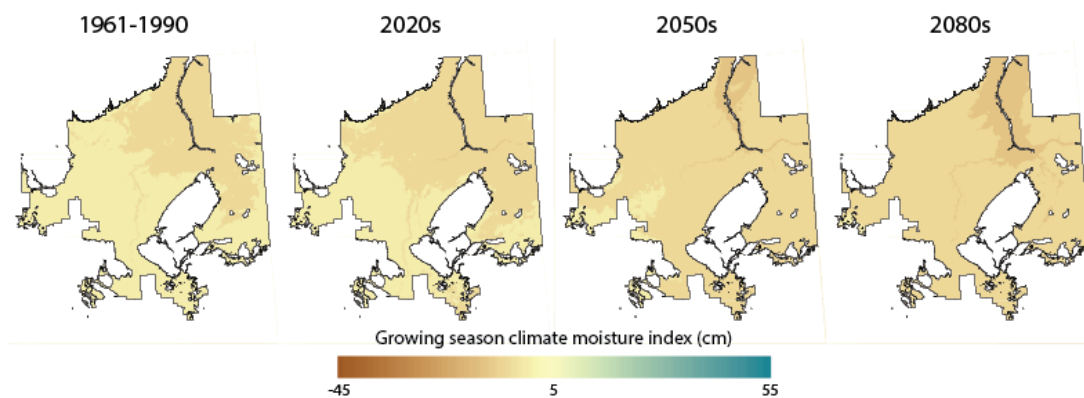 1961-1990
2020s
2050s
2080s
Growing season climate moisture index (cm)
-45
5
55